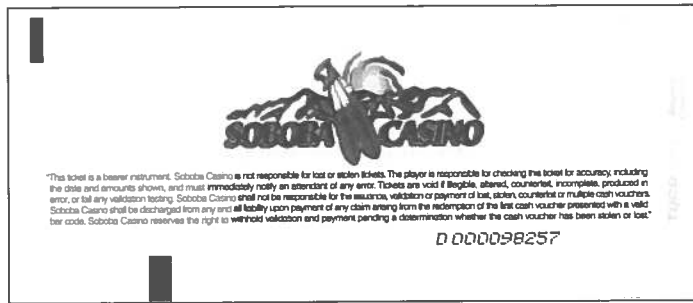 SOBOBA CASINO
"This ticket is a bearer instrument. Soboba Casino is not responsible for lost or stolen tickets. The player is responsible for checking this ticket for accuracy, including
the date and amounts shown, and must immediately notify an attendant of any error. Tickets are void if illegible, altered, counterfeit, incomplete, produced in
error, or fail any validation testing. Soboba Casino shall not be responsible for the issuance, validation or payment of lost, stolen, counterfeit or multiple cash vouchers.
Soboba Casino shall be discharged from any and all liability upon payment of any claim arising from the redemption of the first cash voucher presented with a valid
bar code. Soboba Casino reserves the right to withhold validation and payment pending a determination whether the cash voucher has been stolen or lost."
D 000098257